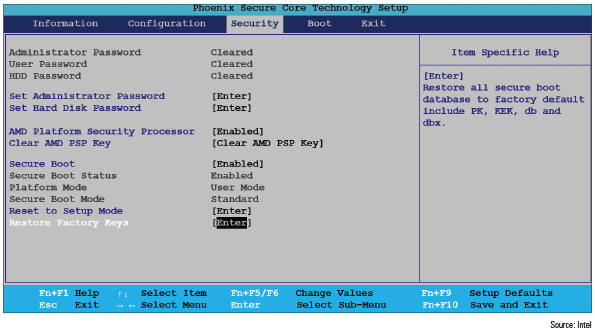 Phoenix Secure Core Technology Setup
Information Configuration Security Boot Exit
Administrator Password Cleared
User Password Cleared
HDD Password Cleared
Set Administrator Password [Enter]
Set Hard Disk Password [Enter]
AMD Platform Security Processor [Enabled]
Clear AMD PSP Key [Clear AMD PSP Key]
Secure Boot [Enabled]
Secure Boot Status Enabled
Platform Mode User Mode
Secure Boot Mode Standard
Reset to Setup Mode [Enter]
Restore Factory Keys [Enter]
Item Specific Help
[Enter]
Restore all secure boot
database to factory default
include PK, KEK, db and
dbx.
Fn+F1 Help ↑↓ Select Item Fn+F5/F6 Change Values Fn+F9 Setup Defaults
Esc Exit → ← Select Menu Enter Select Sub-Menu Fn+F10 Save and Exit
Source: Intel